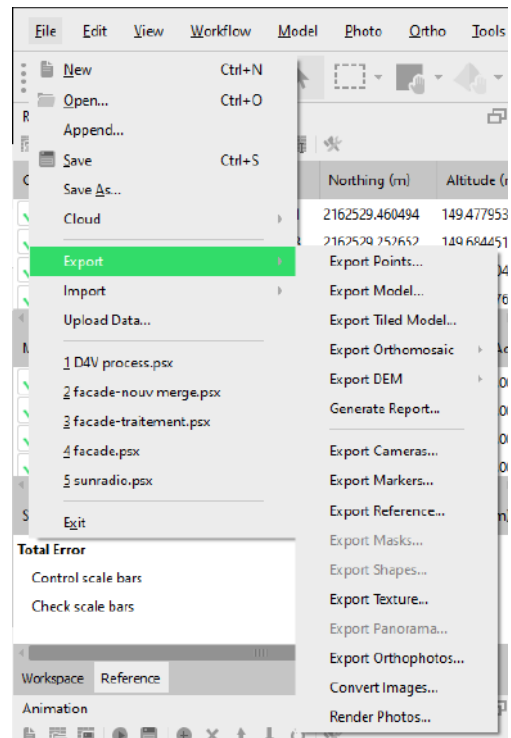 File Edit View Workflow Model Photo Ortho Tools
New Ctrl+N
Open... Ctrl+O
Append...
Save Ctrl+S
Save As...
Cloud
Export
Import
Upload Data...
1 D4V process.psx
2 facade-nouv merge.psx
3 facade-traitement.psx
4 facade.psx
5 sunradio.psx
Exit
Northing (m) Altitude (
2162529.460494 149.477953
2162529.252652 149.684451
Export Points...
Export Model...
Export Tiled Model...
Export Orthomosaic
Export DEM
Generate Report...
Export Cameras...
Export Markers...
Export Reference...
Export Masks...
Export Shapes...
Export Texture...
Export Panorama...
Export Orthophotos...
Convert Images...
Render Photos...
Total Error
Control scale bars
Check scale bars
Workspace Reference
Animation